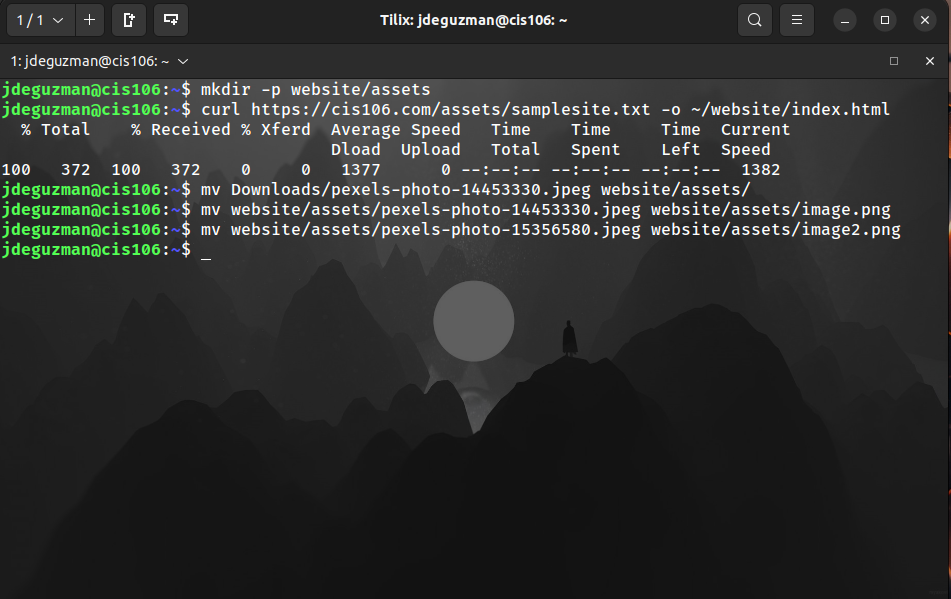 1 / 1
Tilix: jdeguzman@cis106: ~
1: jdeguzman@cis106: ~
jdeguzman@cis106:~$ mkdir -p website/assets
jdeguzman@cis106:~$ curl https://cis106.com/assets/samplesite.txt -o ~/website/index.html
  % Total    % Received % Xferd  Average Speed   Time    Time     Time  Current
                                 Dload  Upload   Total   Spent    Left  Speed
100   372  100   372    0     0   1377      0 --:--:-- --:--:-- --:--:--  1382
jdeguzman@cis106:~$ mv Downloads/pexels-photo-14453330.jpeg website/assets/
jdeguzman@cis106:~$ mv website/assets/pexels-photo-14453330.jpeg website/assets/image.png
jdeguzman@cis106:~$ mv website/assets/pexels-photo-15356580.jpeg website/assets/image2.png
jdeguzman@cis106:~$ _